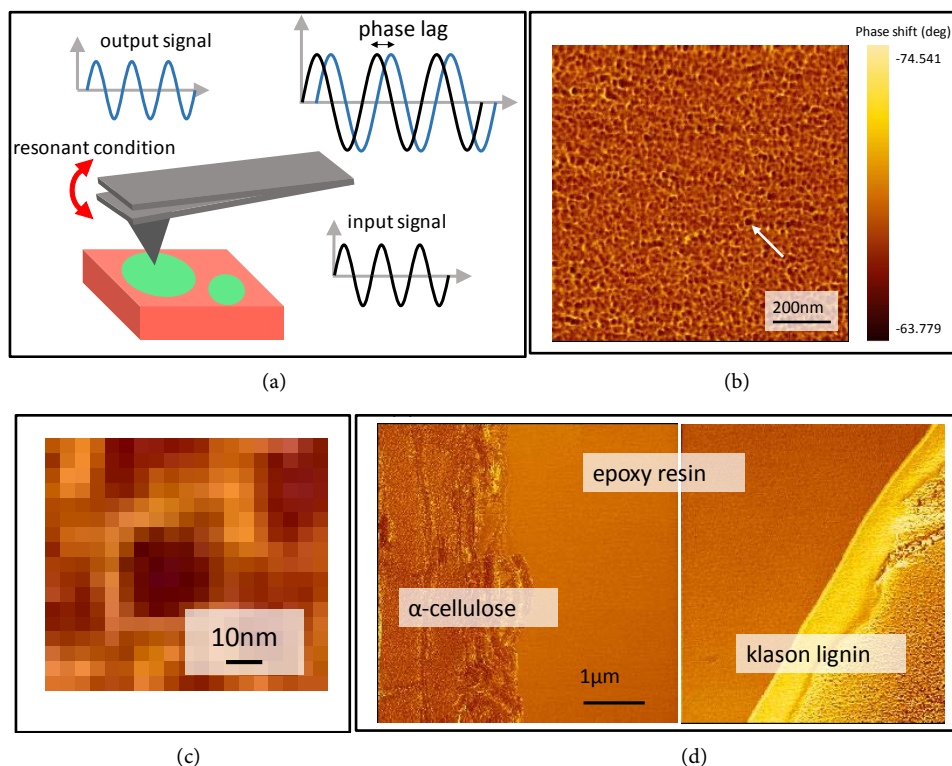 output signal
phase lag
resonant condition
input signal
(a)
Phase shift (deg)
-74.541
200nm
-63.779
(b)
10nm
(c)
epoxy resin
α-cellulose
klason lignin
1μm
(d)